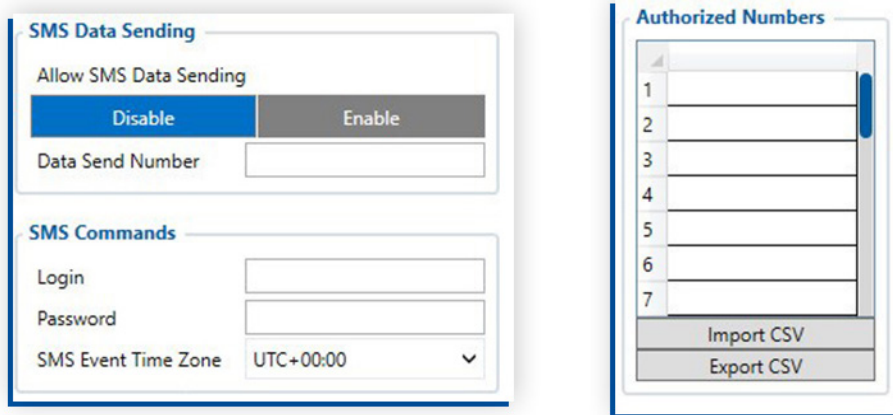 SMS Data Sending
Allow SMS Data Sending
Disable Enable
Data Send Number
SMS Commands
Login
Password
SMS Event Time Zone UTC+00:00
Authorized Numbers
1
2
3
4
5
6
7
Import CSV
Export CSV